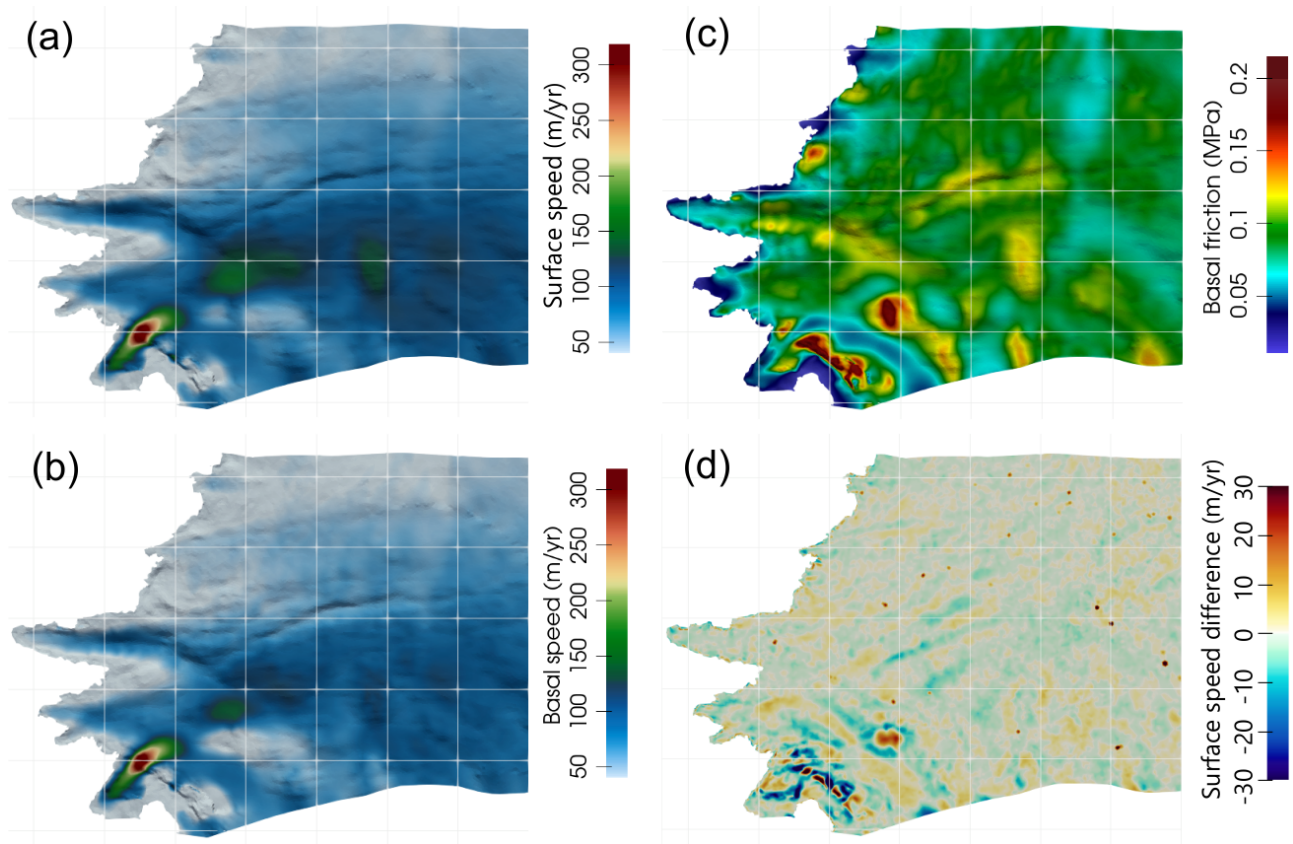 (a)
Surface speed (m/yr)
300
250
200
150
100
50
(c)
Basal friction (MPa)
0.2
0.15
0.1
0.05
(b)
Basal speed (m/yr)
300
250
200
150
100
50
(d)
Surface speed difference (m/yr)
30
20
10
0
-10
-20
-30